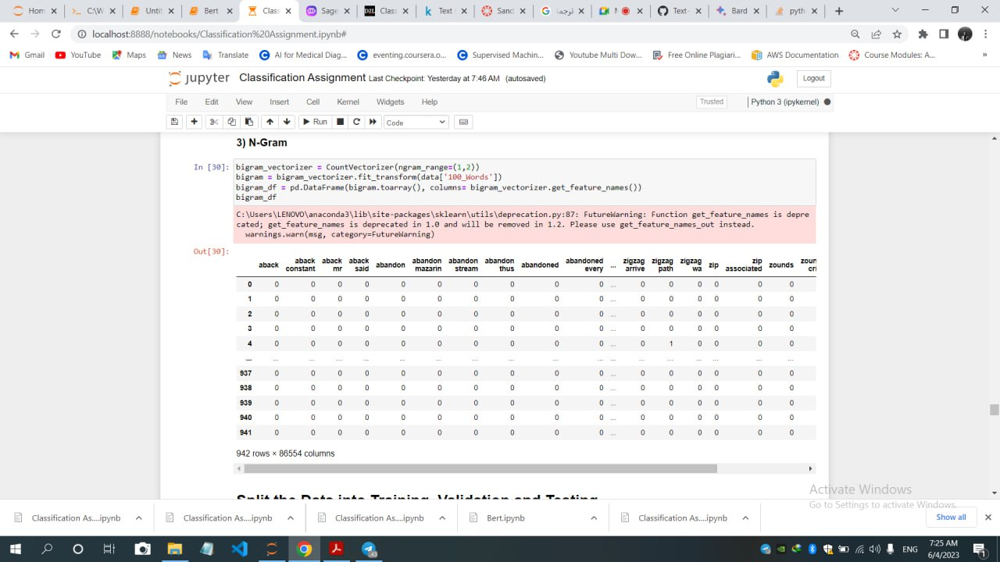 Hom
C:\W
Untit
Bert
Class
Sage
Class
Text
Sand
ترجمة
Text-
Bard
pyth
localhost:8888/notebooks/Classification%20Assignment.ipynb#
Gmail YouTube Maps News Translate AI for Medical Diag... eventing.coursera.o... Supervised Machin... Youtube Multi Dow... Free Online Plagiari... AWS Documentation Course Modules: A... »
jupyter Classification Assignment Last Checkpoint: Yesterday at 7:46 AM (autosaved) Logout
File Edit View Insert Cell Kernel Widgets Help Trusted Python 3 (ipykernel)
Run Code
3) N-Gram
In [30]: bigram_vectorizer = CountVectorizer(ngram_range=(1,2))
bigram = bigram_vectorizer.fit_transform(data['100_Words'])
bigram_df = pd.DataFrame(bigram.toarray(), columns= bigram_vectorizer.get_feature_names())
bigram_df
C:\Users\LENOVO\anaconda3\lib\site-packages\sklearn\utils\deprecation.py:87: FutureWarning: Function get_feature_names is depre
cated; get_feature_names is deprecated in 1.0 and will be removed in 1.2. Please use get_feature_names_out instead.
warnings.warn(msg, category=FutureWarning)
Out[30]:
aback aback constant aback mr aback said abandon abandon mazarin abandon stream abandon thus abandoned abandoned every ... zigzag arrive zigzag path zigzag wa zip zip associated zounds zoun cri
0 0 0 0 0 0 0 0 0 0 0 ... 0 0 0 0 0 0
1 0 0 0 0 0 0 0 0 0 0 ... 0 0 0 0 0 0
2 0 0 0 0 0 0 0 0 0 0 ... 0 0 0 0 0 0
3 0 0 0 0 0 0 0 0 0 0 ... 0 0 0 0 0 0
4 0 0 0 0 0 0 0 0 0 0 ... 0 1 0 0 0 0
... ... ... ... ... ... ... ... ... ... ... ... ... ... ... ... ... ...
937 0 0 0 0 0 0 0 0 0 0 ... 0 0 0 0 0 0
938 0 0 0 0 0 0 0 0 0 0 ... 0 0 0 0 0 0
939 0 0 0 0 0 0 0 0 0 0 ... 0 0 0 0 0 0
940 0 0 0 0 0 0 0 0 0 0 ... 0 0 0 0 0 0
941 0 0 0 0 0 0 0 0 0 0 ... 0 0 0 0 0 0
942 rows × 86554 columns
Split the Data into Training, Validation and Testing
Activate Windows
Go to Settings to activate Windows.
Classification As....ipynb Classification As....ipynb Classification As....ipynb Bert.ipynb Classification As....ipynb Show all
43
ENG
7:25 AM
6/4/2023
1